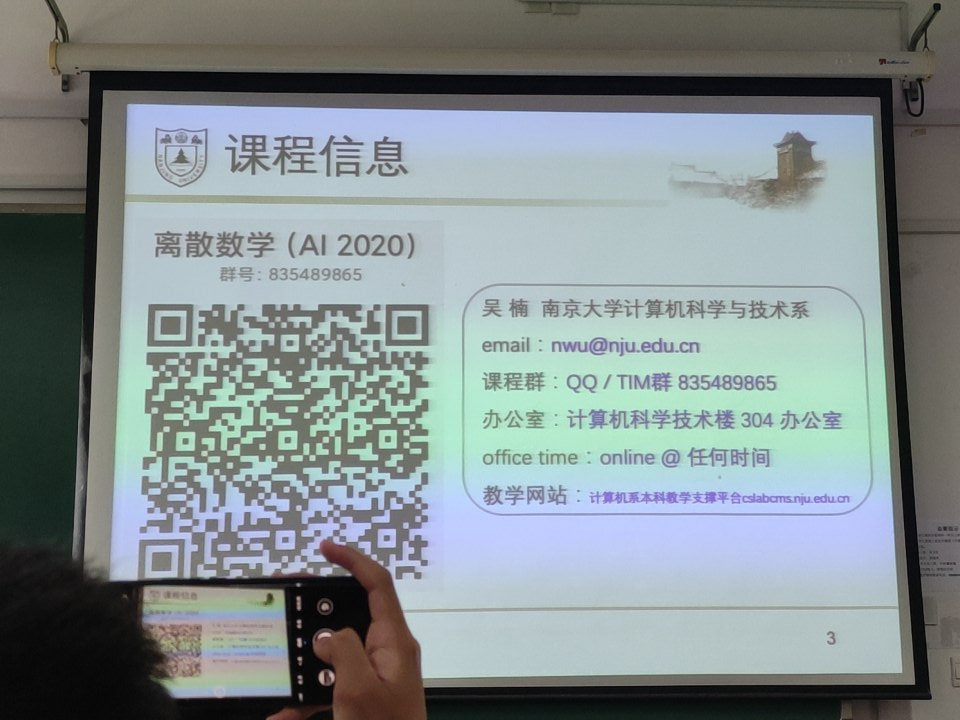 课程信息
离散数学（AI 2020）
群号: 835489865
吴 楠 南京大学计算机科学与技术系
email：nwu@nju.edu.cn
课程群：QQ / TIM群 835489865
办公室：计算机科学技术楼 304 办公室
office time：online @ 任何时间
教学网站：计算机系本科教学支撑平台cslabcms.nju.edu.cn
3
课程信息